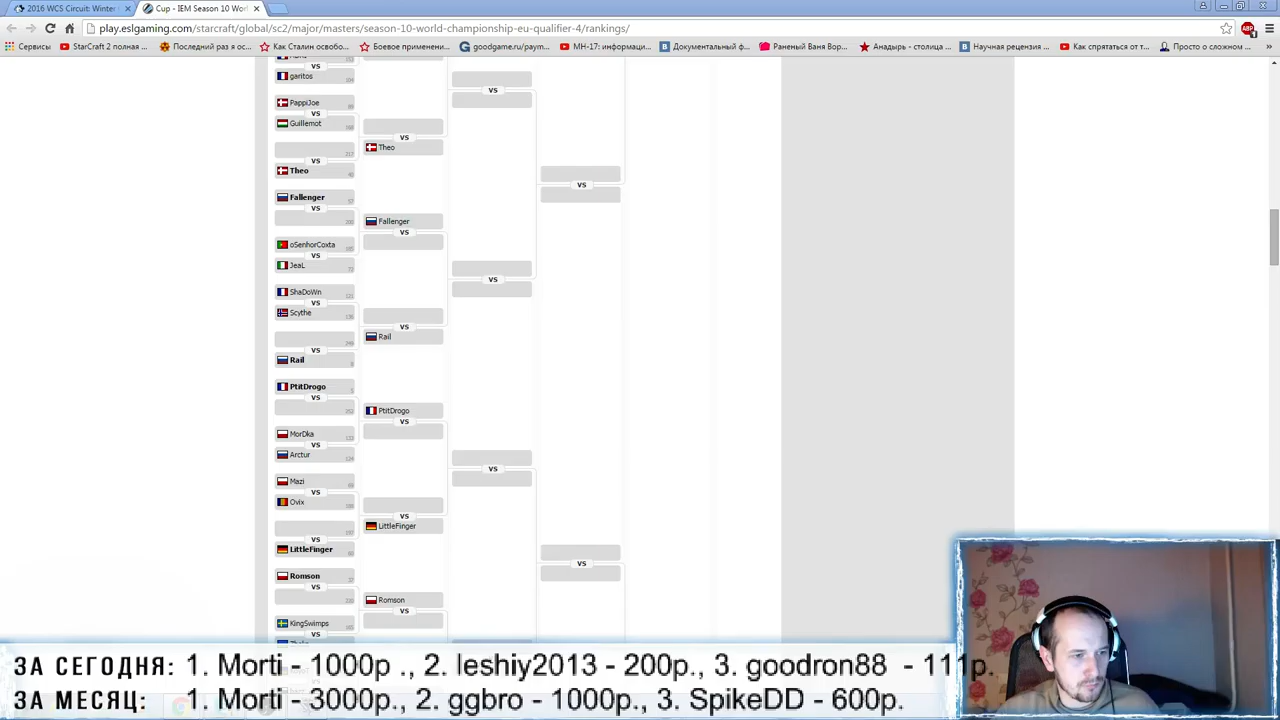 2016 WCS Circuit: Winter
Cup - IEM Season 10 Worl
play.eslgaming.com/starcraft/global/sc2/major/masters/season-10-world-championship-eu-qualifier-4/rankings/
Сервисы
StarCraft 2 полная ...
Последний раз я ос...
Как Сталин освобо...
Боевое применени...
goodgame.ru/paym...
МН-17: информаци...
Документальный ф...
Раненый Ваня Вор...
Анадырь - столица ...
Научная рецензия ...
Как спрятаться от т...
Просто о сложном ...
vs
garitos
vs
PappiJoe
vs
Guillemot
vs
Theo
vs
Theo
vs
Fallenger
vs
Fallenger
vs
oSenhorCoxta
vs
JeaL
vs
ShaDoWn
vs
Scythe
vs
Rail
vs
Rail
PtitDrogo
vs
PtitDrogo
vs
MorDka
vs
Arctur
vs
Mazi
vs
Ovix
vs
LittleFinger
vs
LittleFinger
vs
Romson
vs
Romson
vs
KingSwimps
vs
ЗА СЕГОДНЯ: 1. Morti - 1000р ., 2. leshiy2013 - 200р., 3. goodron88 - 111р.
ЗА МЕСЯЦ: 1. Morti - 3000р., 2. ggbro - 1000р., 3. SpikeDD - 600р.